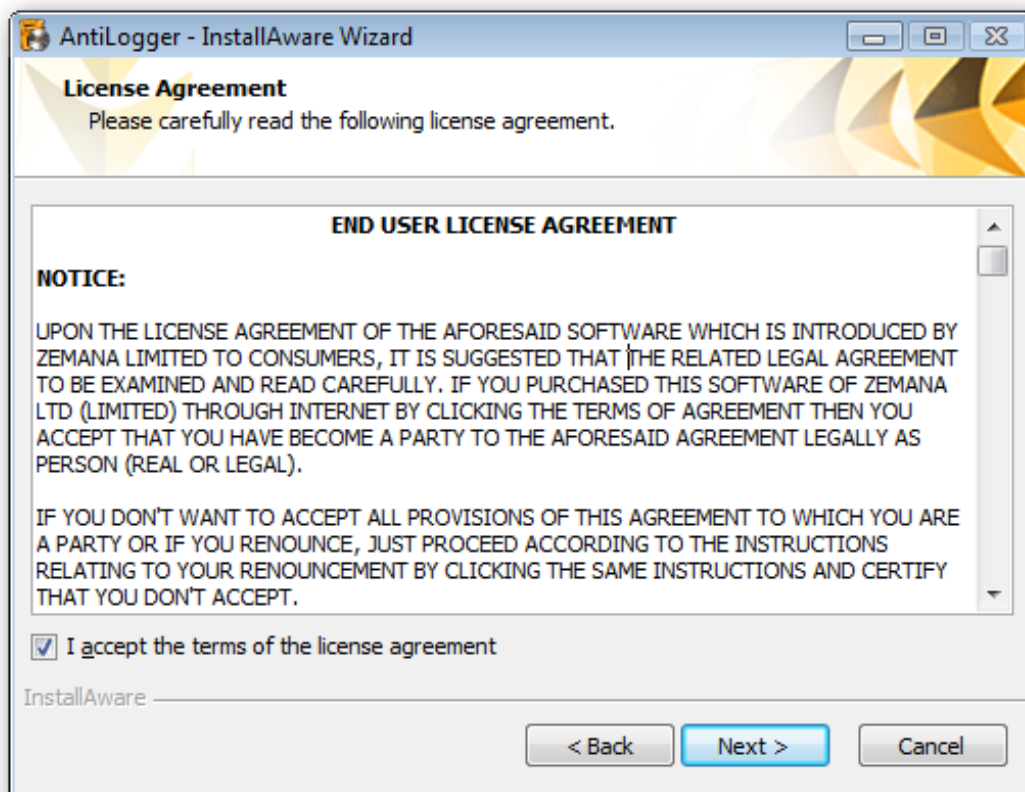 AntiLogger - InstallAware Wizard
License Agreement
Please carefully read the following license agreement.
END USER LICENSE AGREEMENT
NOTICE:
UPON THE LICENSE AGREEMENT OF THE AFORESAID SOFTWARE WHICH IS INTRODUCED BY
ZEMANA LIMITED TO CONSUMERS, IT IS SUGGESTED THAT THE RELATED LEGAL AGREEMENT
TO BE EXAMINED AND READ CAREFULLY. IF YOU PURCHASED THIS SOFTWARE OF ZEMANA
LTD (LIMITED) THROUGH INTERNET BY CLICKING THE TERMS OF AGREEMENT THEN YOU
ACCEPT THAT YOU HAVE BECOME A PARTY TO THE AFORESAID AGREEMENT LEGALLY AS
PERSON (REAL OR LEGAL).
IF YOU DON'T WANT TO ACCEPT ALL PROVISIONS OF THIS AGREEMENT TO WHICH YOU ARE
A PARTY OR IF YOU RENOUNCE, JUST PROCEED ACCORDING TO THE INSTRUCTIONS
RELATING TO YOUR RENOUNCEMENT BY CLICKING THE SAME INSTRUCTIONS AND CERTIFY
THAT YOU DON'T ACCEPT.
I accept the terms of the license agreement
InstallAware
< Back
Next >
Cancel